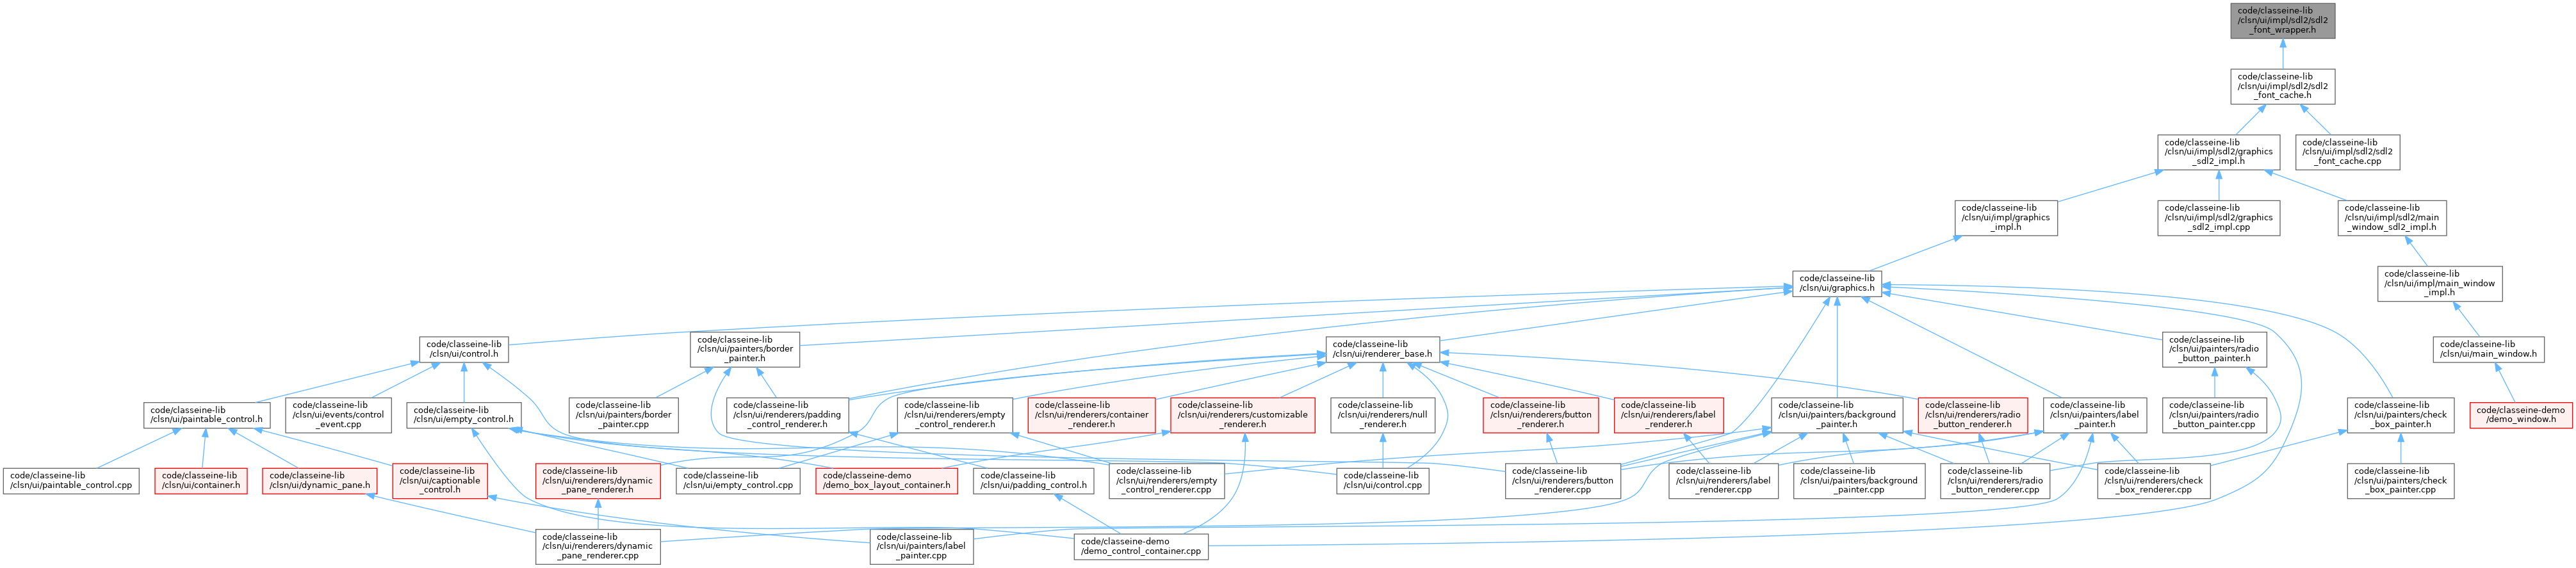 code/classeine-lib
/clsn/ui/impl/sdl2/sdl2
_font_wrapper.h
code/classeine-lib
/clsn/ui/impl/sdl2/sdl2
_font_cache.h
code/classeine-lib
/clsn/ui/impl/sdl2/graphics
_sdl2_impl.h
code/classeine-lib
/clsn/ui/impl/sdl2/sdl2
_font_cache.cpp
code/classeine-lib
/clsn/ui/impl/graphics
_impl.h
code/classeine-lib
/clsn/ui/impl/sdl2/graphics
_sdl2_impl.cpp
code/classeine-lib
/clsn/ui/impl/sdl2/main
_window_sdl2_impl.h
code/classeine-lib
/clsn/ui/graphics.h
code/classeine-lib
/clsn/ui/impl/main_window
_impl.h
code/classeine-lib
/clsn/ui/control.h
code/classeine-lib
/clsn/ui/painters/border
_painter.h
code/classeine-lib
/clsn/ui/renderer_base.h
code/classeine-lib
/clsn/ui/painters/radio
_button_painter.h
code/classeine-lib
/clsn/ui/main_window.h
code/classeine-lib
/clsn/ui/paintable_control.h
code/classeine-lib
/clsn/ui/events/control
_event.cpp
code/classeine-lib
/clsn/ui/empty_control.h
code/classeine-lib
/clsn/ui/painters/border
_painter.cpp
code/classeine-lib
/clsn/ui/renderers/padding
_control_renderer.h
code/classeine-lib
/clsn/ui/renderers/empty
_control_renderer.h
code/classeine-lib
/clsn/ui/renderers/container
_renderer.h
code/classeine-lib
/clsn/ui/renderers/customizable
_renderer.h
code/classeine-lib
/clsn/ui/renderers/null
_renderer.h
code/classeine-lib
/clsn/ui/renderers/button
_renderer.h
code/classeine-lib
/clsn/ui/renderers/label
_renderer.h
code/classeine-lib
/clsn/ui/painters/background
_painter.h
code/classeine-lib
/clsn/ui/renderers/radio
_button_renderer.h
code/classeine-lib
/clsn/ui/painters/label
_painter.h
code/classeine-lib
/clsn/ui/painters/radio
_button_painter.cpp
code/classeine-lib
/clsn/ui/painters/check
_box_painter.h
code/classeine-demo
/demo_window.h
code/classeine-lib
/clsn/ui/paintable_control.cpp
code/classeine-lib
/clsn/ui/container.h
code/classeine-lib
/clsn/ui/dynamic_pane.h
code/classeine-lib
/clsn/ui/captionable
_control.h
code/classeine-lib
/clsn/ui/renderers/dynamic
_pane_renderer.h
code/classeine-lib
/clsn/ui/empty_control.cpp
code/classeine-demo
/demo_box_layout_container.h
code/classeine-lib
/clsn/ui/padding_control.h
code/classeine-lib
/clsn/ui/renderers/empty
_control_renderer.cpp
code/classeine-lib
/clsn/ui/control.cpp
code/classeine-lib
/clsn/ui/renderers/button
_renderer.cpp
code/classeine-lib
/clsn/ui/renderers/label
_renderer.cpp
code/classeine-lib
/clsn/ui/painters/background
_painter.cpp
code/classeine-lib
/clsn/ui/renderers/radio
_button_renderer.cpp
code/classeine-lib
/clsn/ui/renderers/check
_box_renderer.cpp
code/classeine-lib
/clsn/ui/painters/check
_box_painter.cpp
code/classeine-lib
/clsn/ui/renderers/dynamic
_pane_renderer.cpp
code/classeine-lib
/clsn/ui/painters/label
_painter.cpp
code/classeine-demo
/demo_control_container.cpp